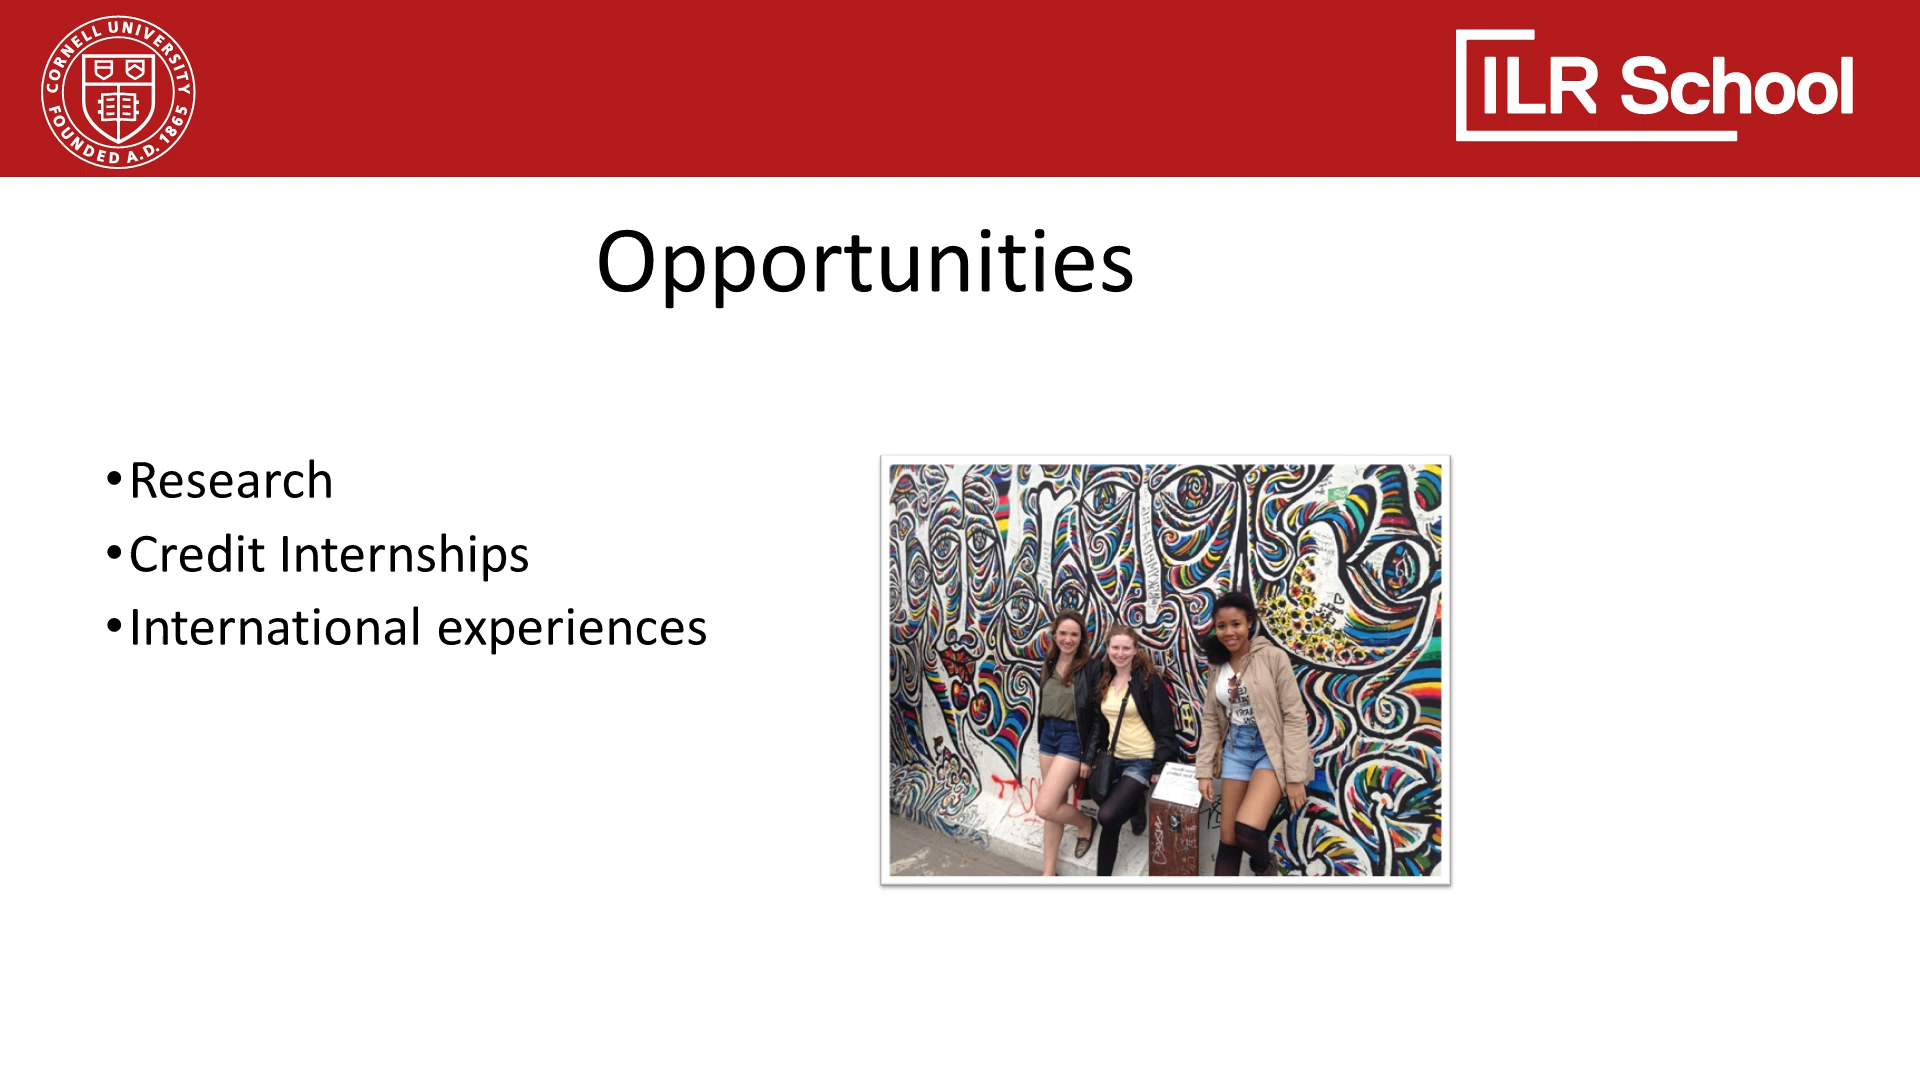 CORNELL UNIVERSITY
FOUNDED A.D. 1865
ILR School
Opportunities
•Research
•Credit Internships
•International experiences